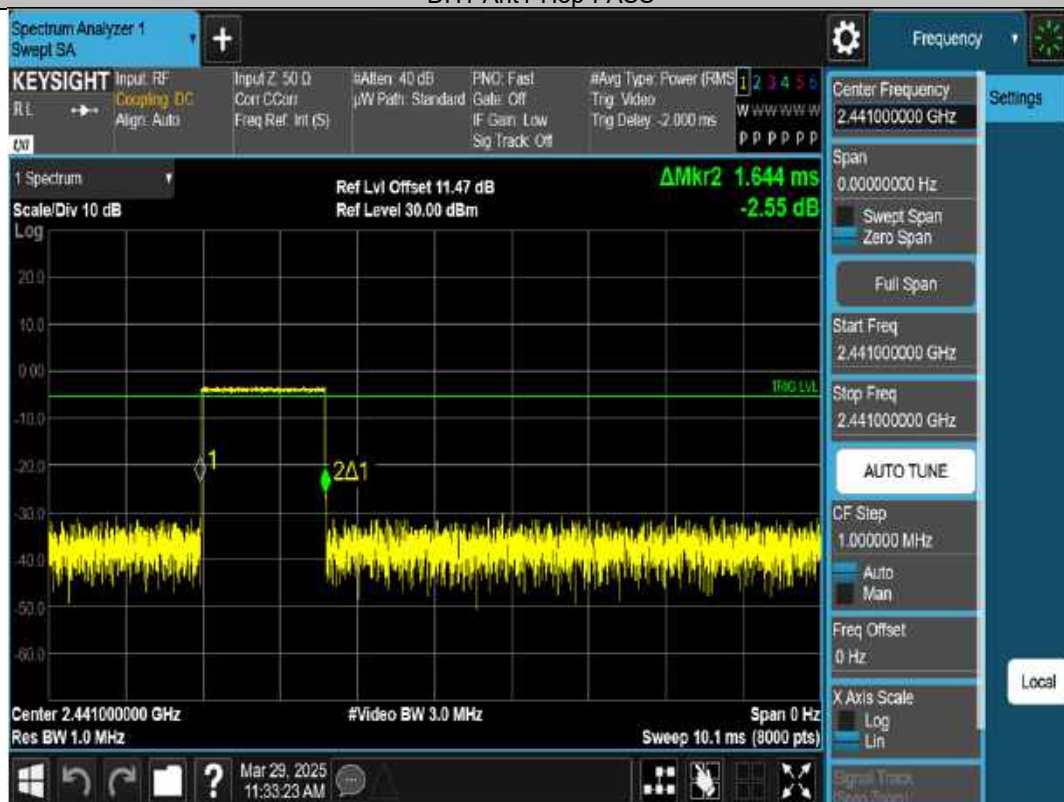 Spectrum Analyzer 1
Swept SA
+
Frequency
KEYSIGHT
RL
LXI
Input: RF
Coupling: DC
Align: Auto
Input Z: 50 Ω
Corr CCorr
Freq Ref: Int (S)
#Atten: 40 dB
µW Path: Standard
PNO: Fast
Gate: Off
IF Gain: Low
Sig Track: Off
#Avg Type: Power (RMS
Trig: Video
Trig Delay: -2.000 ms
1 2 3 4 5 6
W W W W W W
P P P P P P
Center Frequency
2.441000000 GHz
Settings
Span
0.00000000 Hz
Swept Span
Zero Span
Full Span
Start Freq
2.441000000 GHz
Stop Freq
2.441000000 GHz
AUTO TUNE
CF Step
1.000000 MHz
Auto
Man
Freq Offset
0 Hz
X Axis Scale
Log
Lin
Signal Track
(Span Zoom)
Local
1 Spectrum
Scale/Div 10 dB
Log
Ref Lvl Offset 11.47 dB
Ref Level 30.00 dBm
ΔMkr2 1.644 ms
-2.55 dB
20.0
10.0
0.00
-10.0
-20.0
-30.0
-40.0
-50.0
-60.0
TRIG LVL
1
2Δ1
Center 2.441000000 GHz
Res BW 1.0 MHz
#Video BW 3.0 MHz
Span 0 Hz
Sweep 10.1 ms (8000 pts)
?
Mar 29, 2025
11:33:23 AM